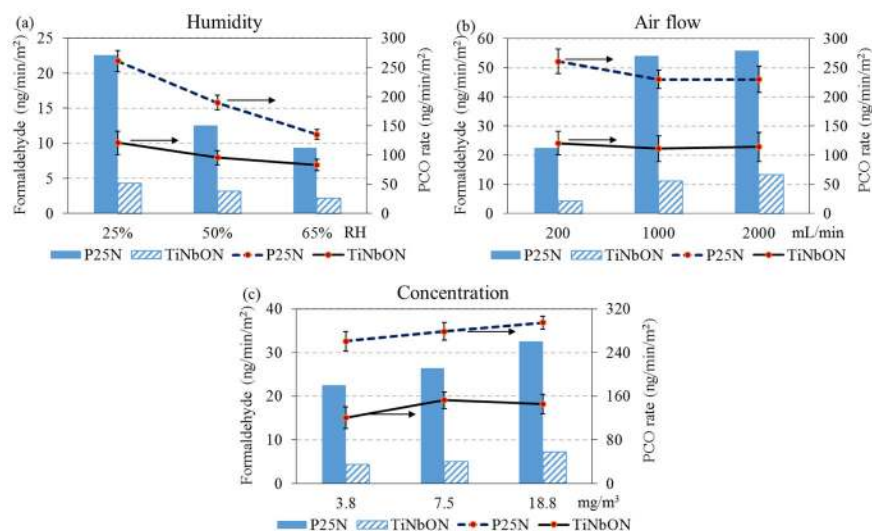 (a) Humidity
Formaldehyde (ng/min/m²)
25
20
15
10
5
0
300
250
200
150
100
50
0
PCO rate (ng/min/m²)
25% 50% 65% RH
P25N TiNbON P25N TiNbON
(b) Air flow
Formaldehyde (ng/min/m²)
60
50
40
30
20
10
0
300
250
200
150
100
50
0
PCO rate (ng/min/m²)
200 1000 2000 mL/min
P25N TiNbON P25N TiNbON
(c) Concentration
Formaldehyde (ng/min/m²)
40
30
20
10
0
320
240
160
80
0
PCO rate (ng/min/m²)
3.8 7.5 18.8 mg/m³
P25N TiNbON P25N TiNbON